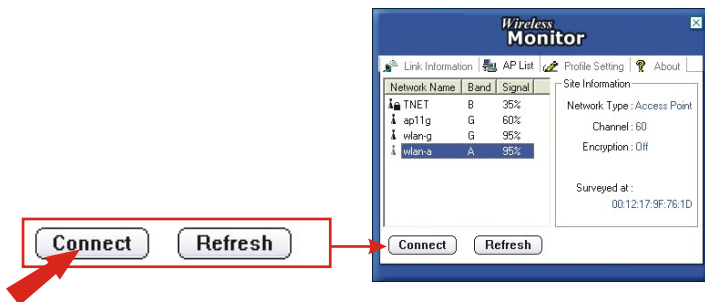 Wireless
Monitor
Link Information AP List Profile Setting About
Network Name Band Signal
TNET B 35%
ap11g G 60%
wlan-g G 95%
wlan-a A 95%
Site Information
Network Type : Access Point
Channel : 60
Encryption : Off
Surveyed at :
00:12:17:9F:76:1D
Connect Refresh
Connect Refresh